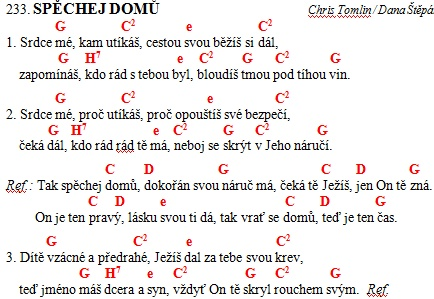 233. SPĚCHEJ DOMŮ Chris Tomlin/Dana Štěpá
G C2 e C2
1. Srdce mé, kam utíkáš, cestou svou běžíš si dál,
G H7 e C2 G C2 G
zapomínáš, kdo rád s tebou byl, bloudíš tmou pod tíhou vin.
G C2 e C2
2. Srdce mé, proč utíkáš, proč opouštíš své bezpečí,
G H7 e C2 G C2 G
čeká dál, kdo rád rád tě má, neboj se skrýt v Jeho náručí.
C D G C D G
Ref.: Tak spěchej domů, dokořán svou náruč má, čeká tě Ježíš, jen On tě zná.
C D e C D G
On je ten pravý, lásku svou ti dá, tak vrať se domů, teď je ten čas.
G C2 e C2
3. Dítě vzácné a předrahé, Ježíš dal za tebe svou krev,
G H7 e C2 G C2 G
teď jméno máš dcera a syn, vždyť On tě skryl rouchem svým. Ref.